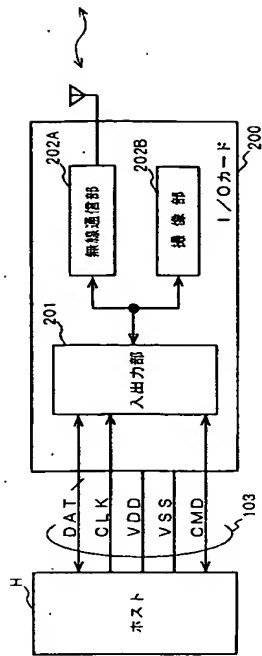 H
ホスト
DAT
CLK
VDD
VSS
CMD
103
201
入出力部
202A
無線通信部
202B
撮像部
I/Oカード
200